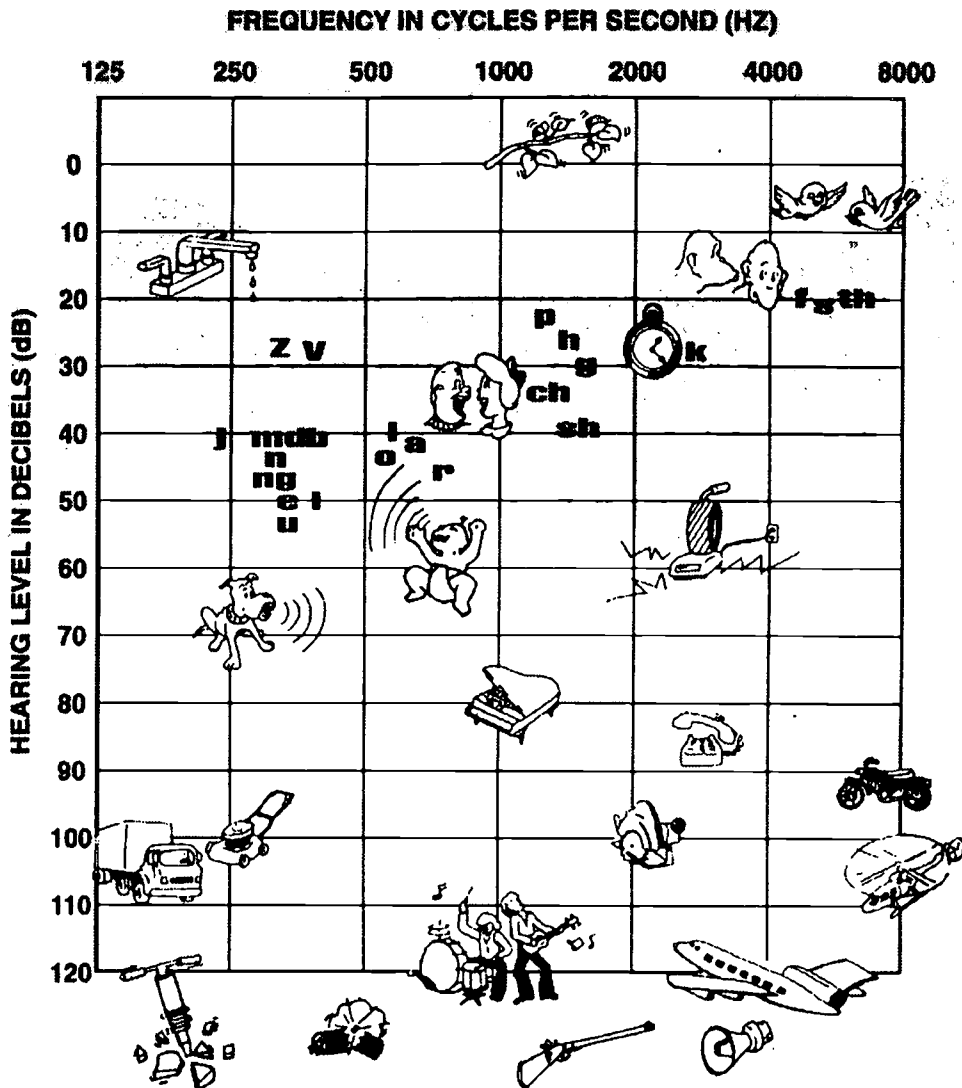 FREQUENCY IN CYCLES PER SECOND (HZ)
125 250 500 1000 2000 4000 8000
HEARING LEVEL IN DECIBELS (dB)
0
10
20
f s th
p
h
z v
k
30
g
ch
40
j mdb
i a
sh
n
o
r
ng
50
e l
u
60
70
80
90
100
110
120